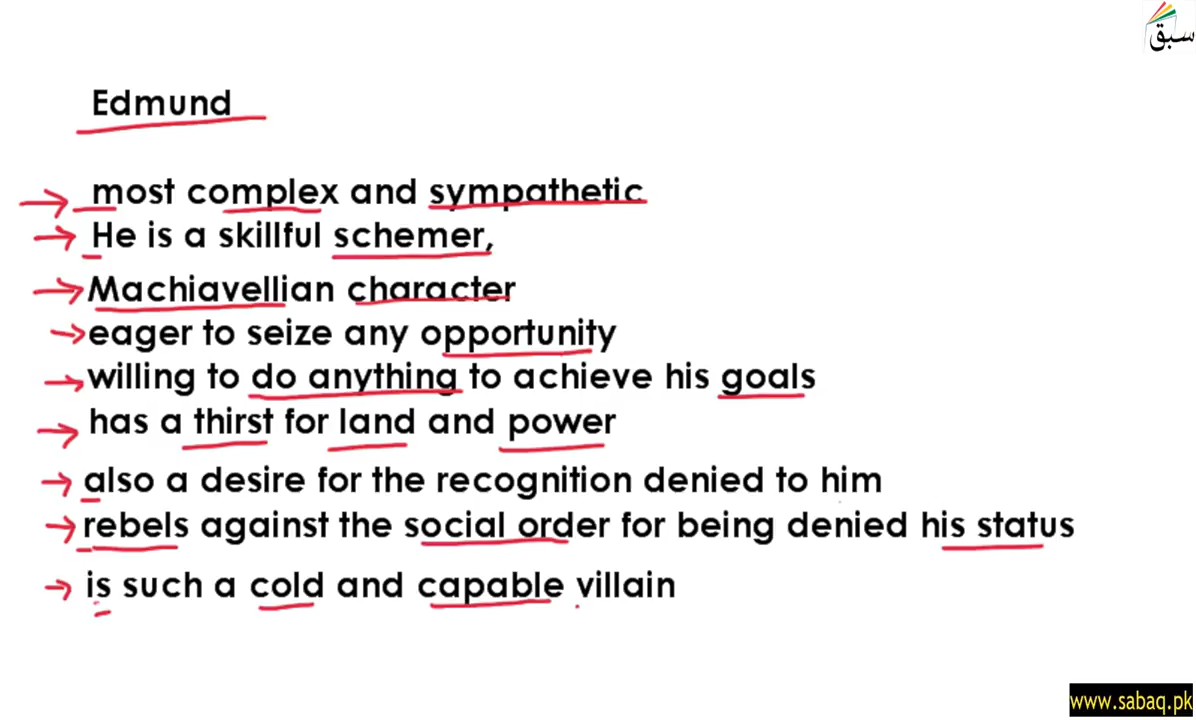 سبق
Edmund
most complex and sympathetic
He is a skillful schemer,
Machiavellian character
eager to seize any opportunity
willing to do anything to achieve his goals
has a thirst for land and power
also a desire for the recognition denied to him
rebels against the social order for being denied his status
is such a cold and capable villain
www.sabaq.pk